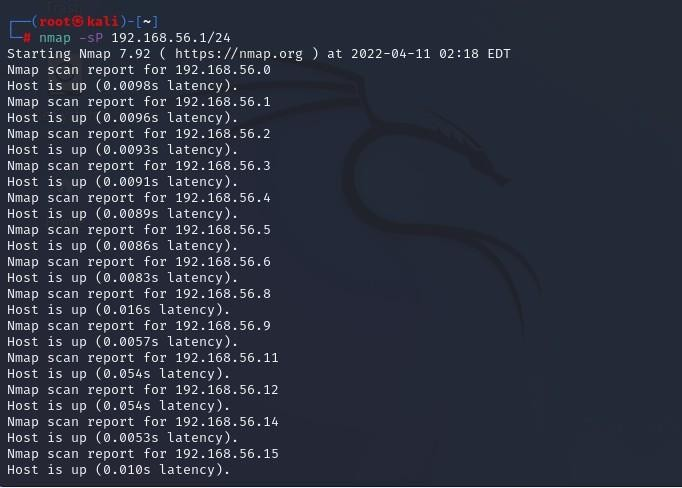 Trash
┌──(root㉿kali)-[~]
└─# nmap -sP 192.168.56.1/24
Starting Nmap 7.92 ( https://nmap.org ) at 2022-04-11 02:18 EDT
Nmap scan report for 192.168.56.0
Host is up (0.0098s latency).
Nmap scan report for 192.168.56.1
Host is up (0.0096s latency).
Nmap scan report for 192.168.56.2
Host is up (0.0093s latency).
Nmap scan report for 192.168.56.3
Host is up (0.0091s latency).
Nmap scan report for 192.168.56.4
Host is up (0.0089s latency).
Nmap scan report for 192.168.56.5
Host is up (0.0086s latency).
Nmap scan report for 192.168.56.6
Host is up (0.0083s latency).
Nmap scan report for 192.168.56.8
Host is up (0.016s latency).
Nmap scan report for 192.168.56.9
Host is up (0.0057s latency).
Nmap scan report for 192.168.56.11
Host is up (0.054s latency).
Nmap scan report for 192.168.56.12
Host is up (0.054s latency).
Nmap scan report for 192.168.56.14
Host is up (0.0053s latency).
Nmap scan report for 192.168.56.15
Host is up (0.010s latency).